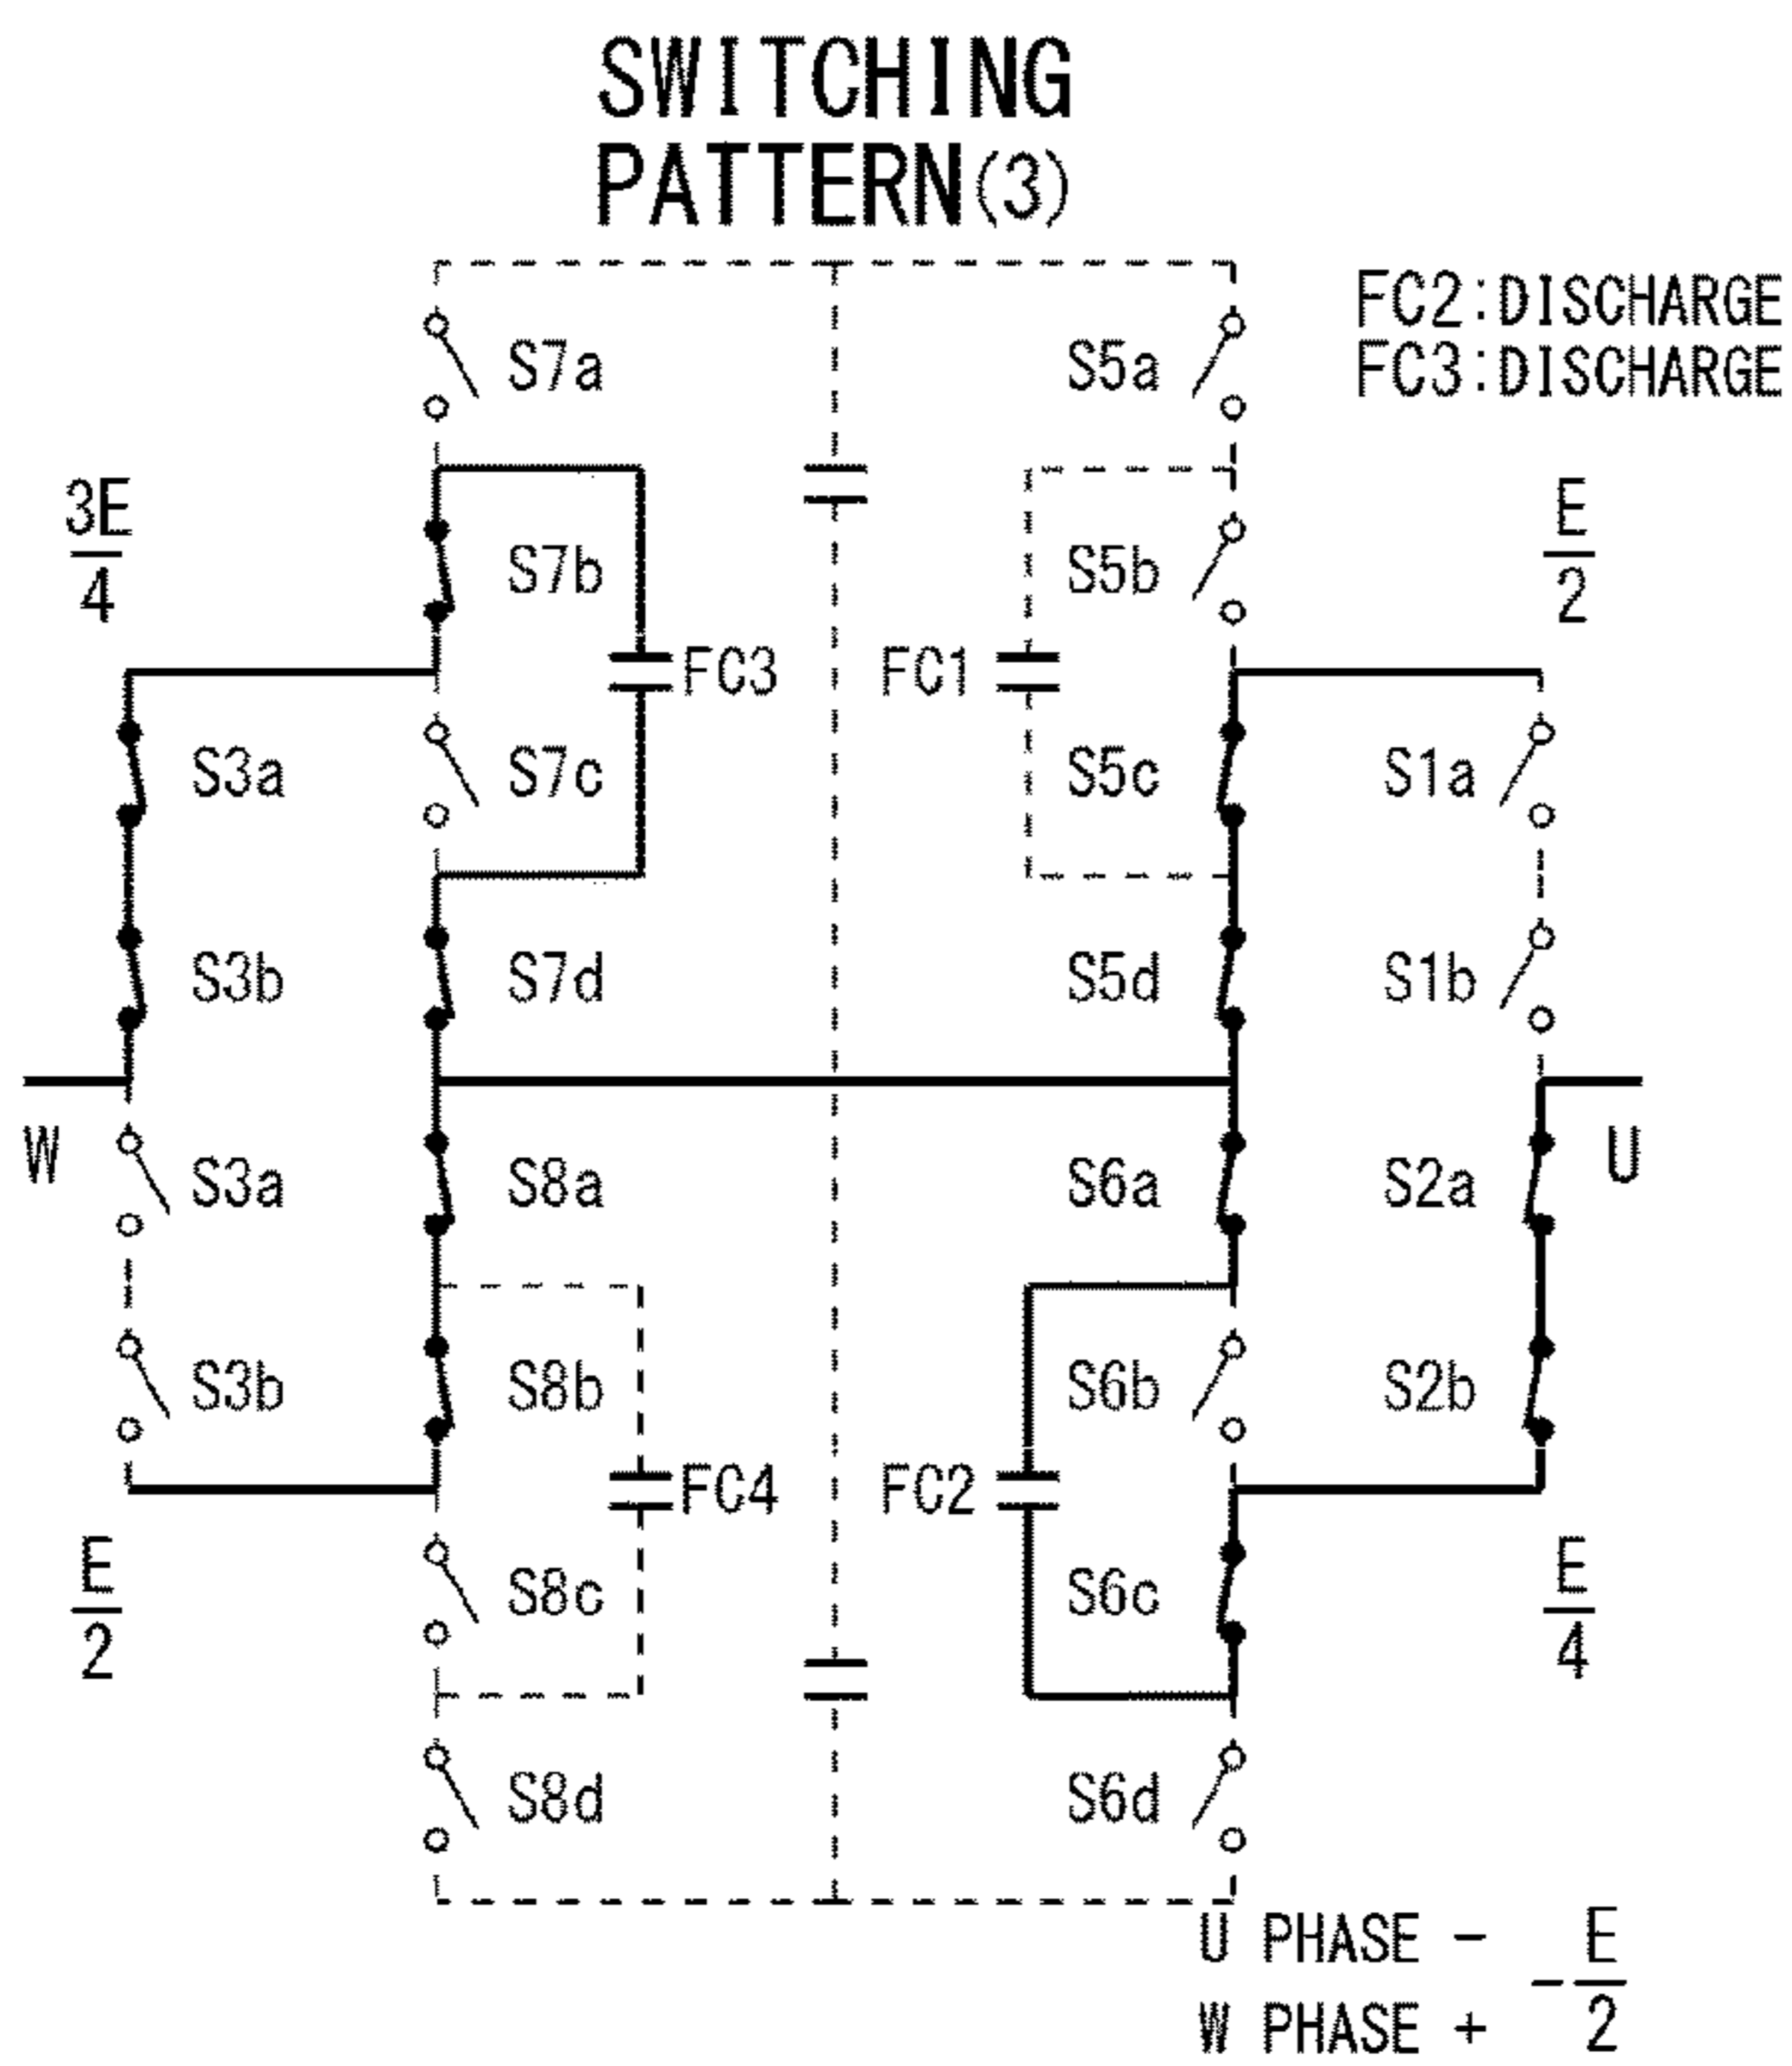 SWITCHING
PATTERN(3)
FC2:DISCHARGE
FC3:DISCHARGE
S7a
S5a
3E
4
E
2
S7b
S5b
FC3
FC1
S3a
S7c
S5c
S1a
S3b
S7d
S5d
S1b
W
U
S3a
S8a
S6a
S2a
S3b
S8b
S6b
S2b
FC4
FC2
E
2
S8c
S6c
E
4
S8d
S6d
U PHASE -
W PHASE +
- E
2